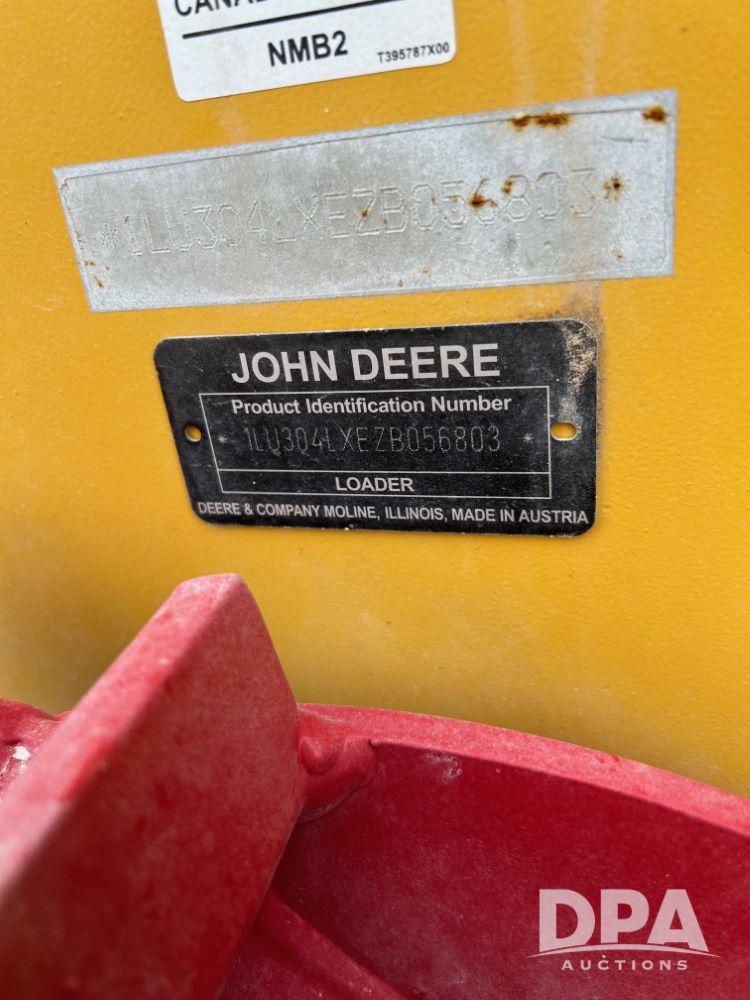 NMB2
T395787X00
*1LU304LXEZB056803*
JOHN DEERE
Product Identification Number
* 1LU304LXEZB056803 *
LOADER
DEERE & COMPANY MOLINE, ILLINOIS, MADE IN AUSTRIA
DPA
AUCTIONS